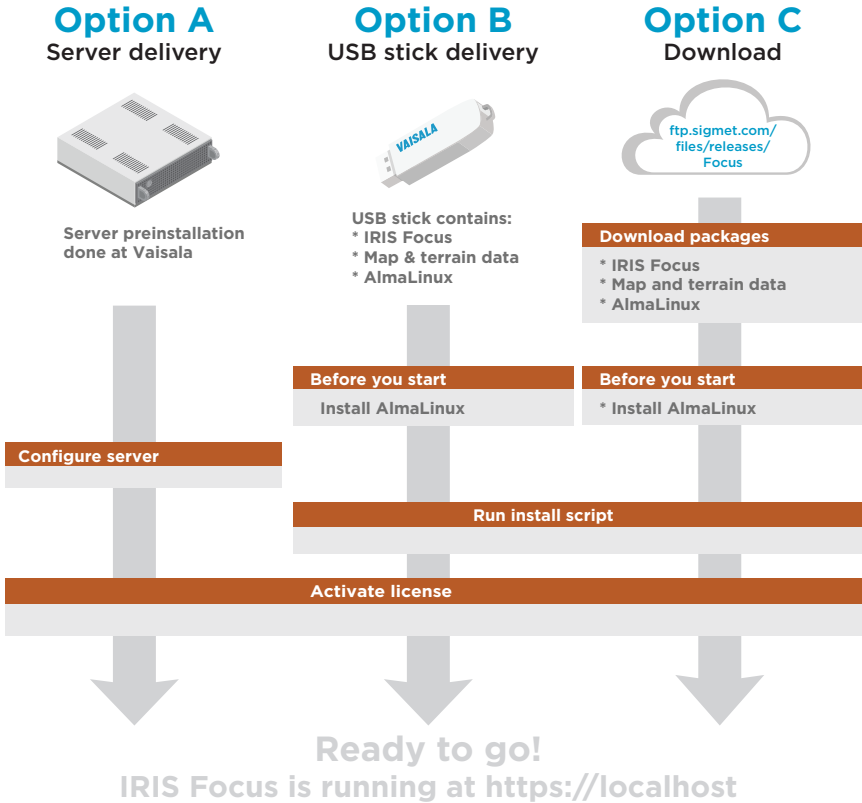 Option A
Server delivery
Server preinstallation
done at Vaisala
Configure server
Option B
USB stick delivery
VAISALA
USB stick contains:
* IRIS Focus
* Map & terrain data
* AlmaLinux
Before you start
Install AlmaLinux
Option C
Download
ftp.sigmet.com/
files/releases/
Focus
Download packages
* IRIS Focus
* Map and terrain data
* AlmaLinux
Before you start
* Install AlmaLinux
Run install script
Activate license
Ready to go!
IRIS Focus is running at https://localhost